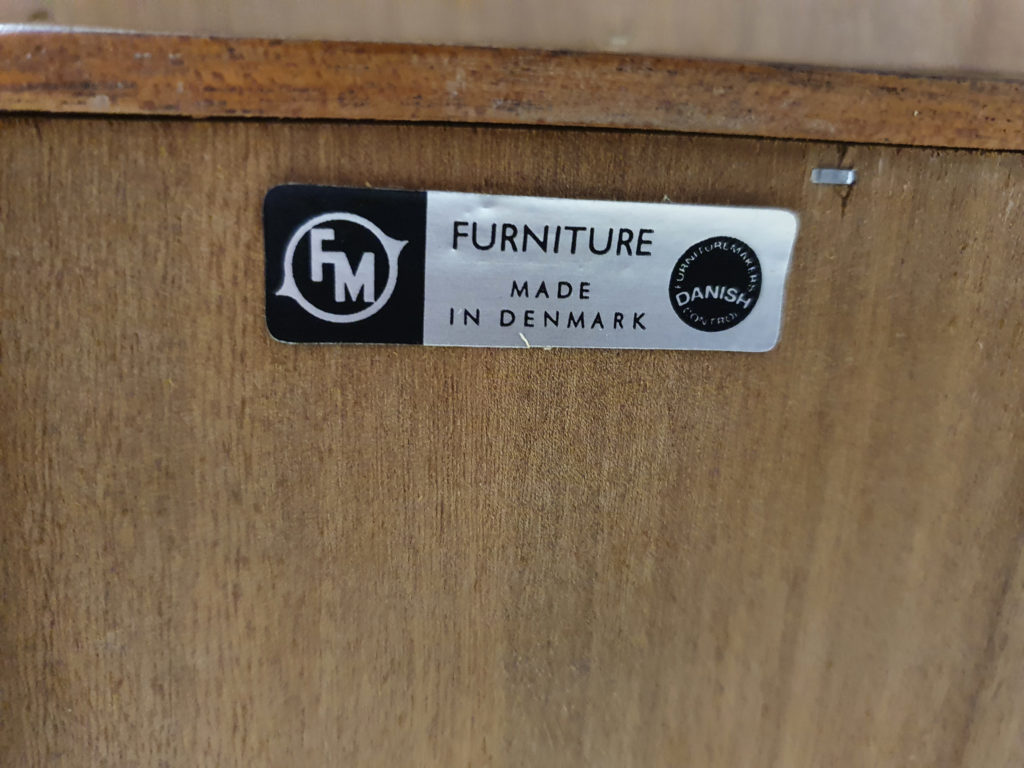 FM
FURNITURE
MADE
IN DENMARK
FURNITUREMAKERS
DANISH
CONTROL